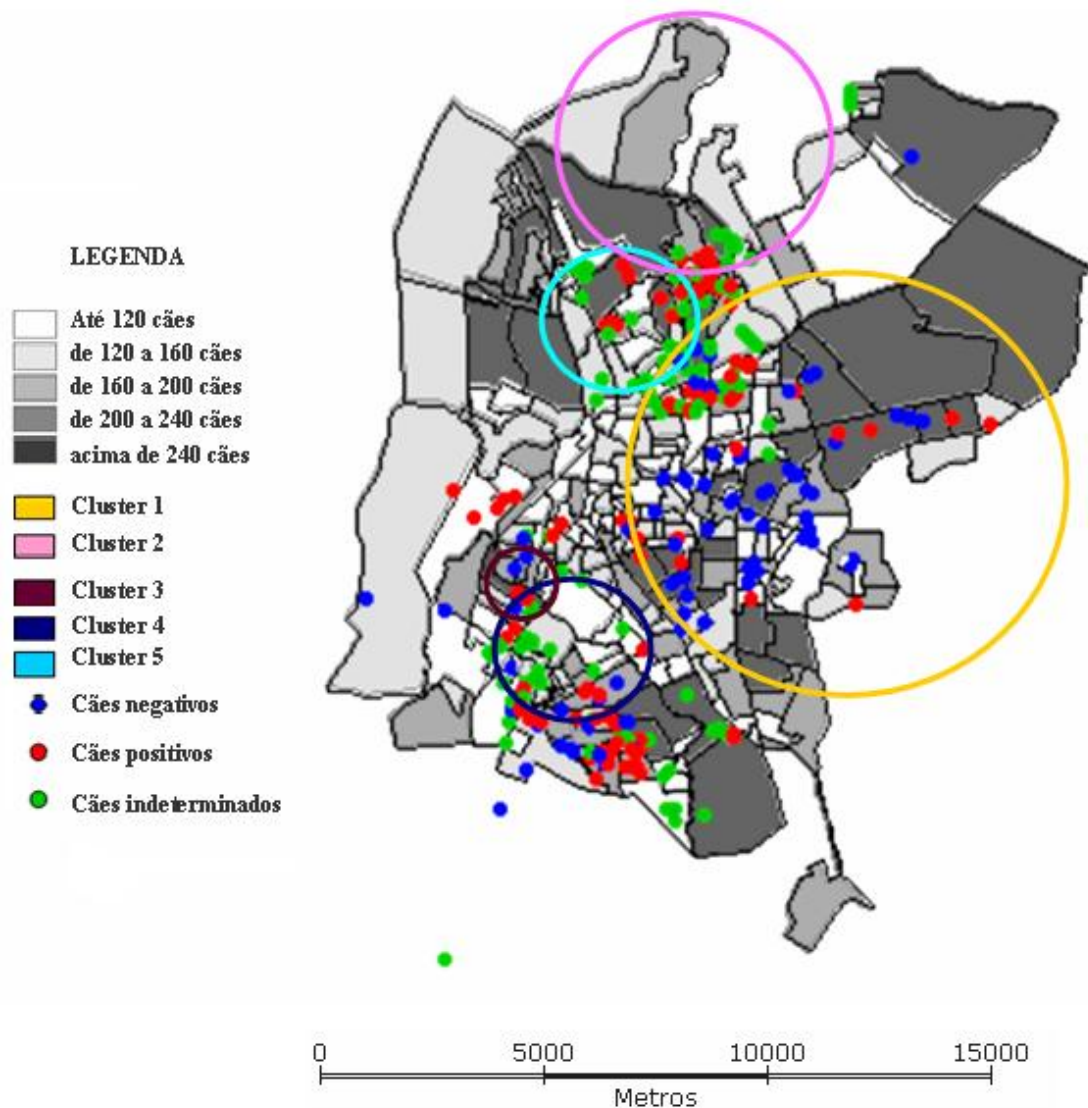 LEGENDA
Até 120 cães
de 120 a 160 cães
de 160 a 200 cães
de 200 a 240 cães
acima de 240 cães
Cluster 1
Cluster 2
Cluster 3
Cluster 4
Cluster 5
Cães negativos
Cães positivos
Cães indeterminados
0 5000 10000 15000
Metros